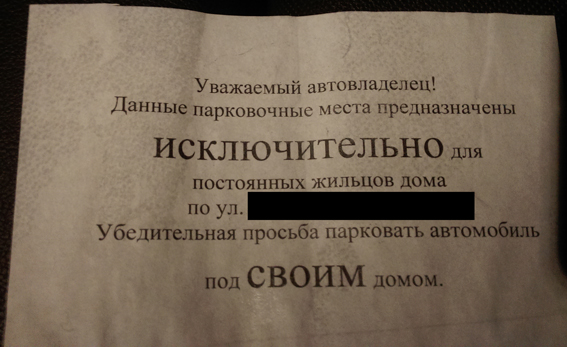 Уважаемый автовладелец!
Данные парковочные места предназначены
ИСКЛЮЧИТЕЛЬНО для
постоянных жильцов дома
по ул.
Убедительная просьба парковать автомобиль
под СВОИМ домом.